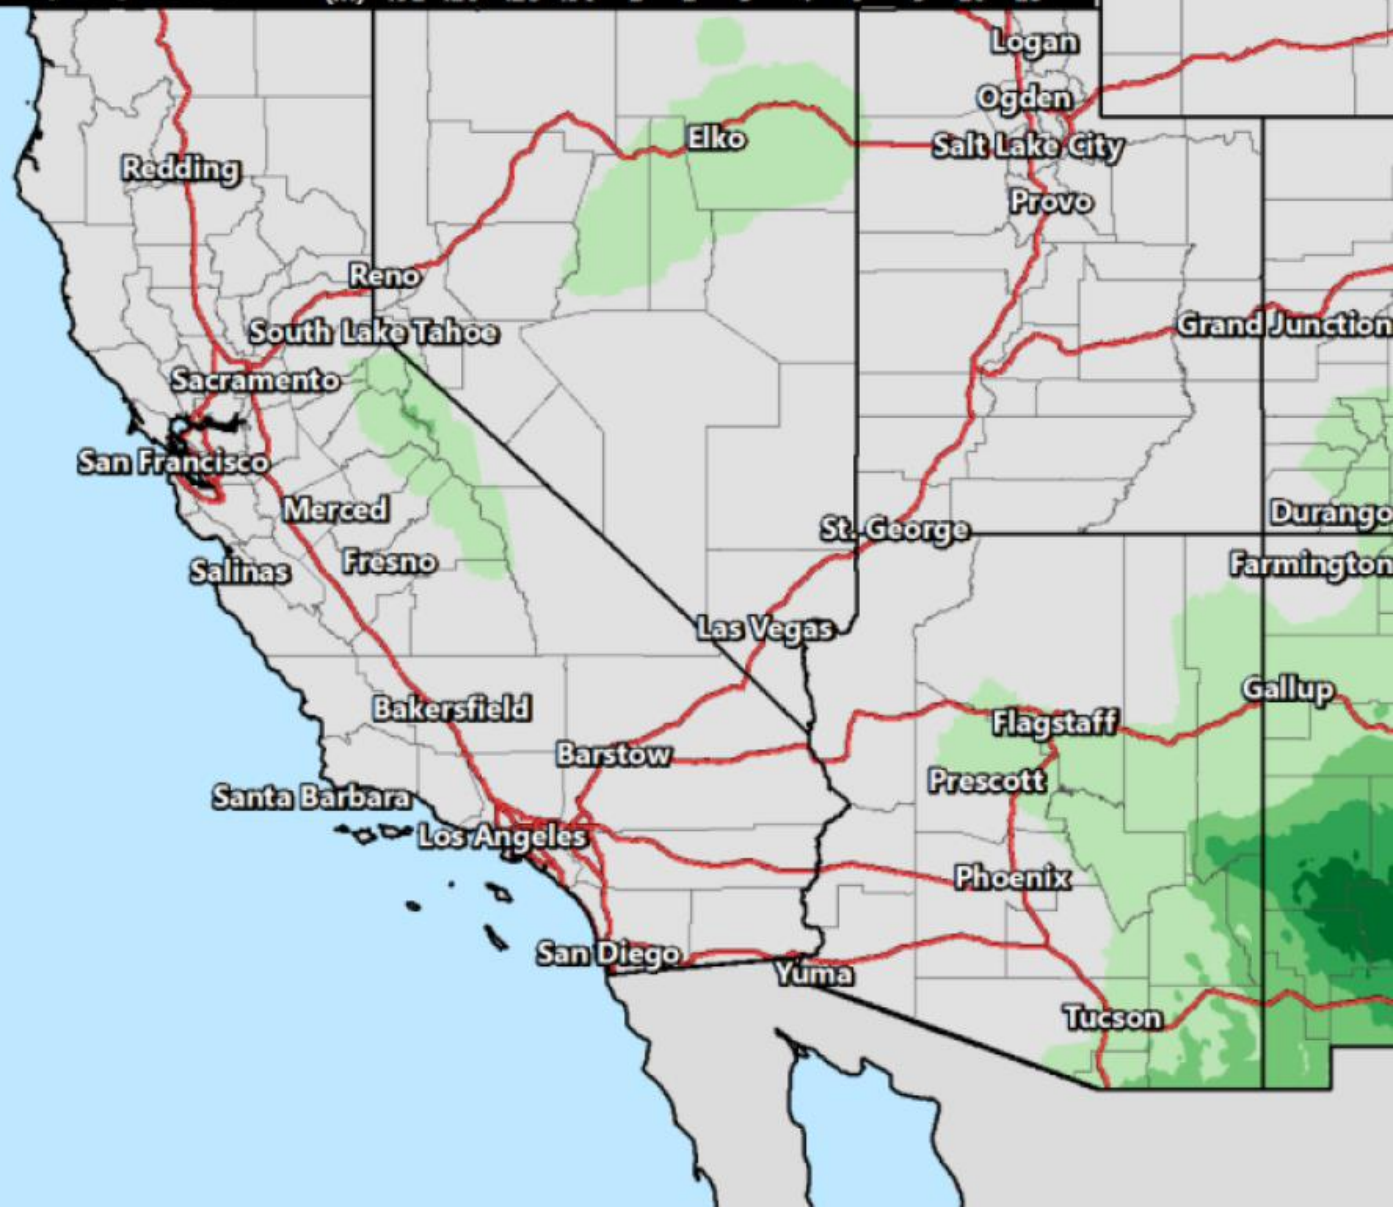 Logan
Ogden
Salt Lake City
Redding
Elko
Provo
Reno
South Lake Tahoe
Grand Junction
Sacramento
San Francisco
Merced
Durango
St. George
Salinas
Fresno
Farmington
Las Vegas
Gallup
Bakersfield
Flagstaff
Barstow
Prescott
Santa Barbara
Los Angeles
Phoenix
San Diego
Yuma
Tucson